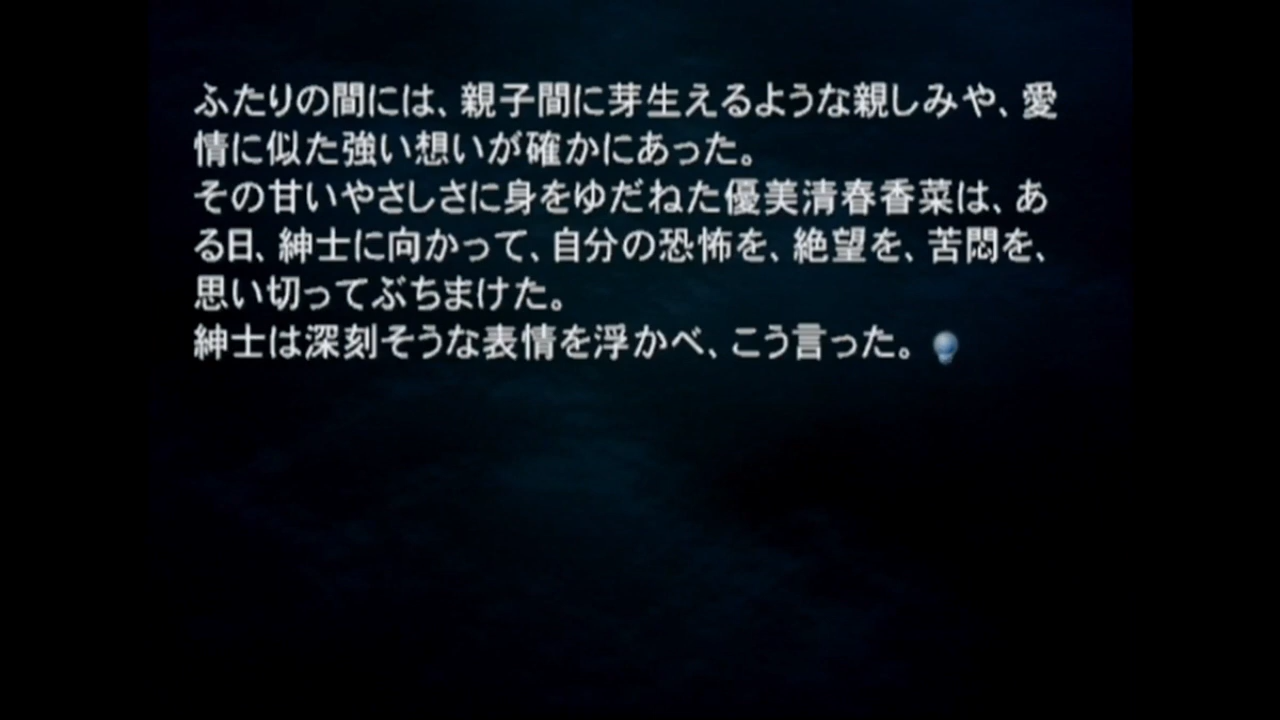 ふたりの間には、親子間に芽生えるような親しみや、愛
情に似た強い想いが確かにあった。
その甘いやさしさに身をゆだねた優美清春香菜は、あ
る日、紳士に向かって、自分の恐怖を、絶望を、苦悶を、
思い切ってぶちまけた。
紳士は深刻そうな表情を浮かべ、こう言った。